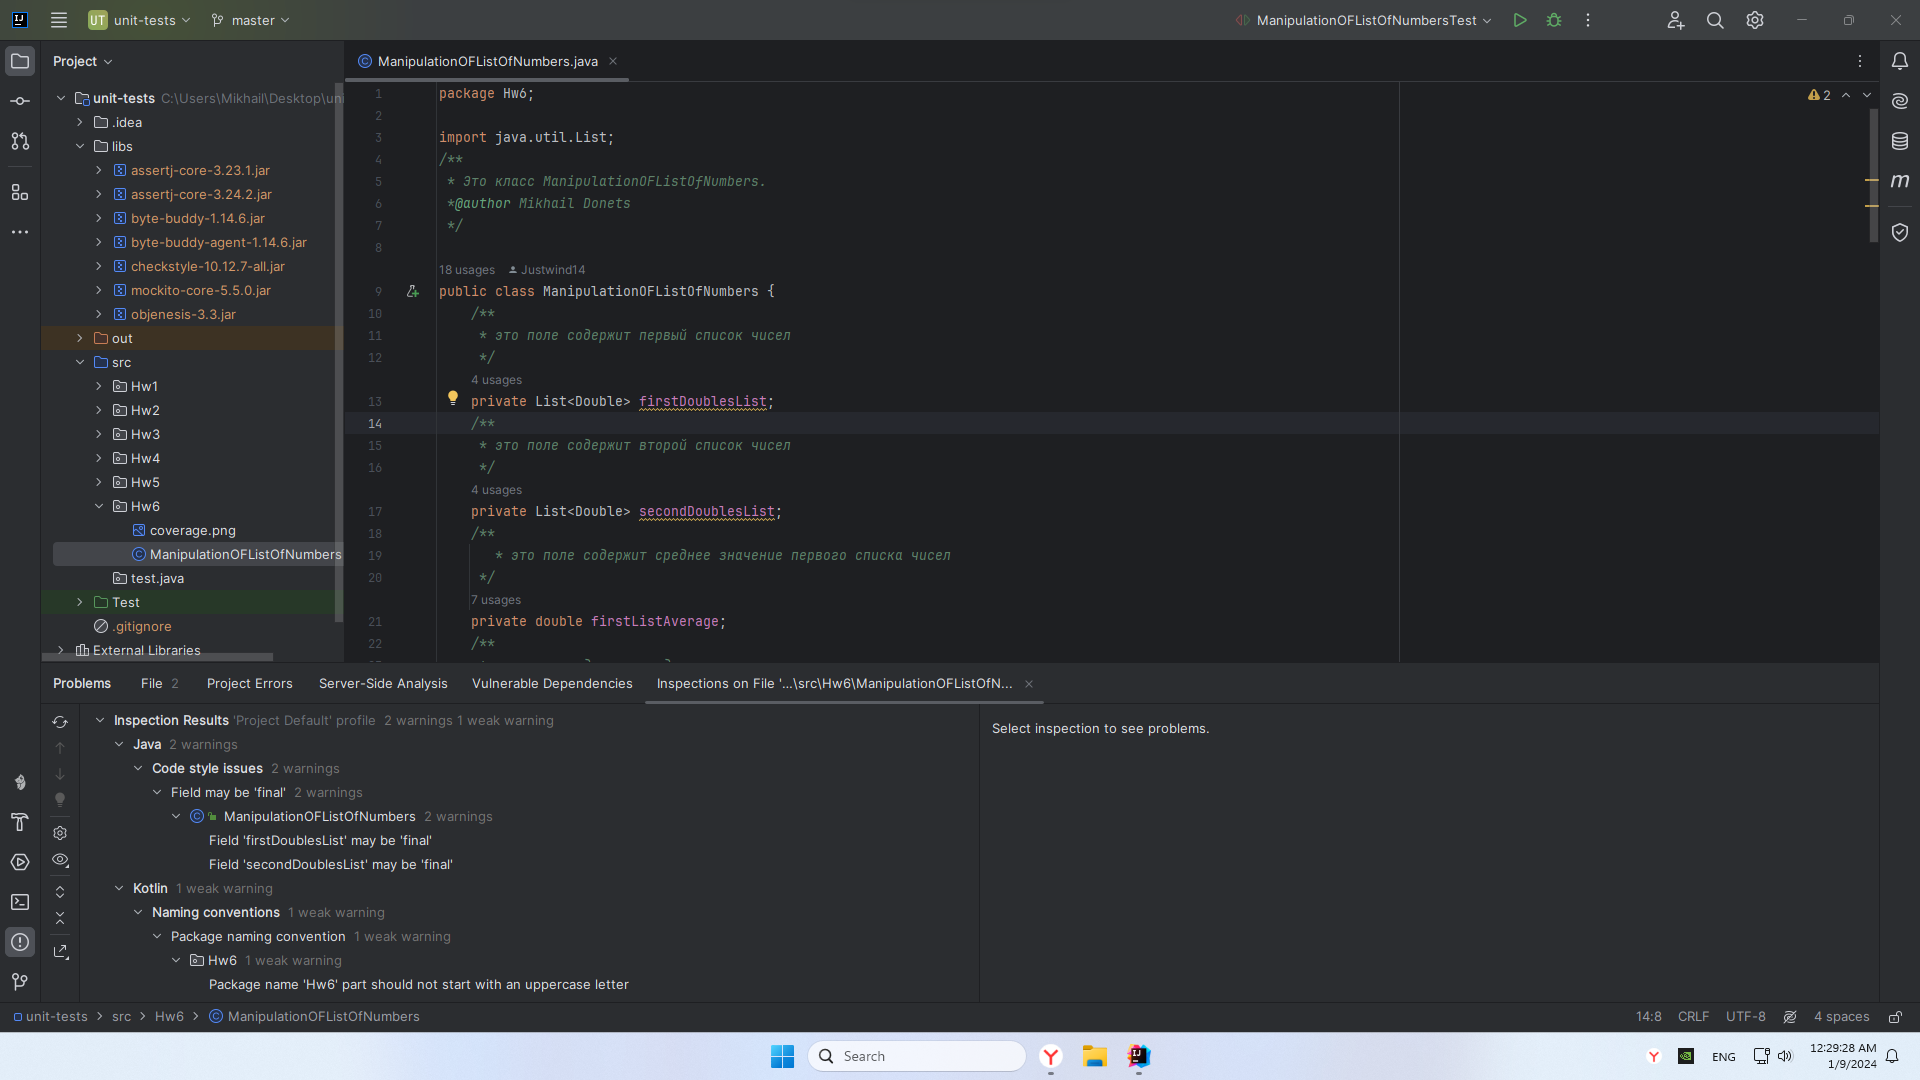 UT unit-tests master ManipulationOFListOfNumbersTest
Project
ManipulationOFListOfNumbers.java
unit-tests C:\Users\Mikhail\Desktop\uni
.idea
libs
assertj-core-3.23.1.jar
assertj-core-3.24.2.jar
byte-buddy-1.14.6.jar
byte-buddy-agent-1.14.6.jar
checkstyle-10.12.7-all.jar
mockito-core-5.5.0.jar
objenesis-3.3.jar
out
src
Hw1
Hw2
Hw3
Hw4
Hw5
Hw6
coverage.png
ManipulationOFListOfNumbers
test.java
Test
.gitignore
External Libraries
2
1 package Hw6;
2
3 import java.util.List;
4 /**
5 * Это класс ManipulationOFListOfNumbers.
6 *@author Mikhail Donets
7 */
8
18 usages Justwind14
9 public class ManipulationOFListOfNumbers {
10 /**
11 * это поле содержит первый список чисел
12 */
4 usages
13 private List<Double> firstDoublesList;
14 /**
15 * это поле содержит второй список чисел
16 */
4 usages
17 private List<Double> secondDoublesList;
18 /**
19 * это поле содержит среднее значение первого списка чисел
20 */
7 usages
21 private double firstListAverage;
22 /**
Problems File 2 Project Errors Server-Side Analysis Vulnerable Dependencies Inspections on File '...\src\Hw6\ManipulationOFListOfN...
Inspection Results 'Project Default' profile 2 warnings 1 weak warning
Java 2 warnings
Code style issues 2 warnings
Field may be 'final' 2 warnings
ManipulationOFListOfNumbers 2 warnings
Field 'firstDoublesList' may be 'final'
Field 'secondDoublesList' may be 'final'
Kotlin 1 weak warning
Naming conventions 1 weak warning
Package naming convention 1 weak warning
Hw6 1 weak warning
Package name 'Hw6' part should not start with an uppercase letter
Select inspection to see problems.
unit-tests src Hw6 ManipulationOFListOfNumbers
14:8 CRLF UTF-8 4 spaces
Search
ENG
12:29:28 AM
1/9/2024